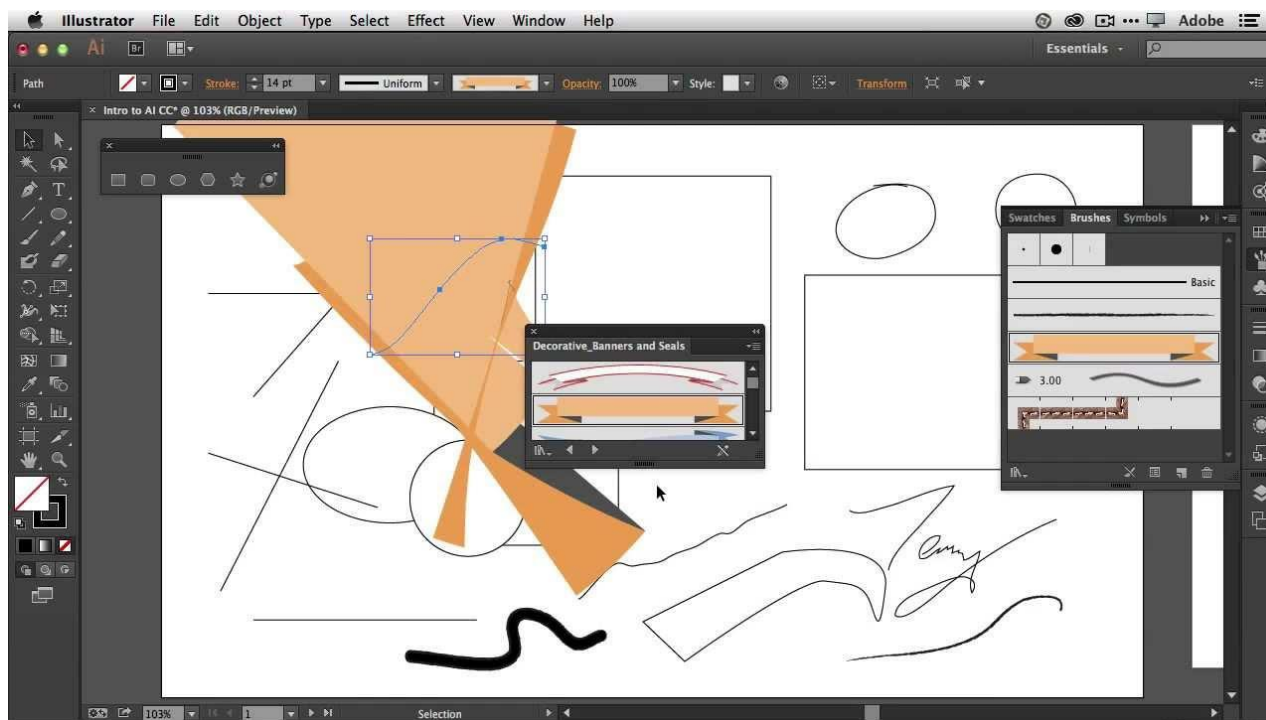 Illustrator File Edit Object Type Select Effect View Window Help Adobe
Ai Br Essentials
Path Stroke: 14 pt Uniform Opacity: 100% Style: Transform
× Intro to AI CC* @ 103% (RGB/Preview)
Swatches Brushes Symbols
Basic
Decorative_Banners and Seals
3.00
103% 1 Selection